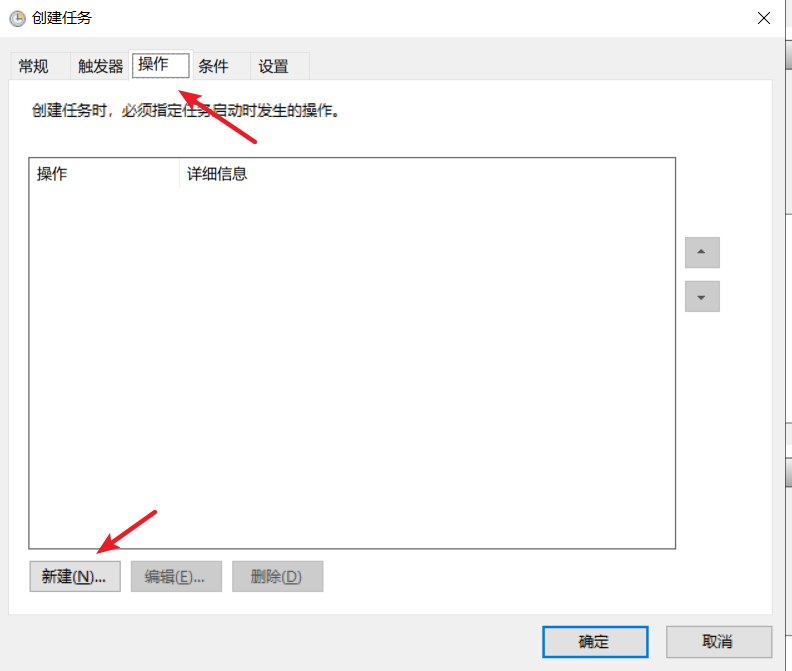 创建任务
常规 触发器 操作 条件 设置
创建任务时，必须指定任务启动时发生的操作。
操作 详细信息
新建(N)... 编辑(E)... 删除(D)
确定 取消